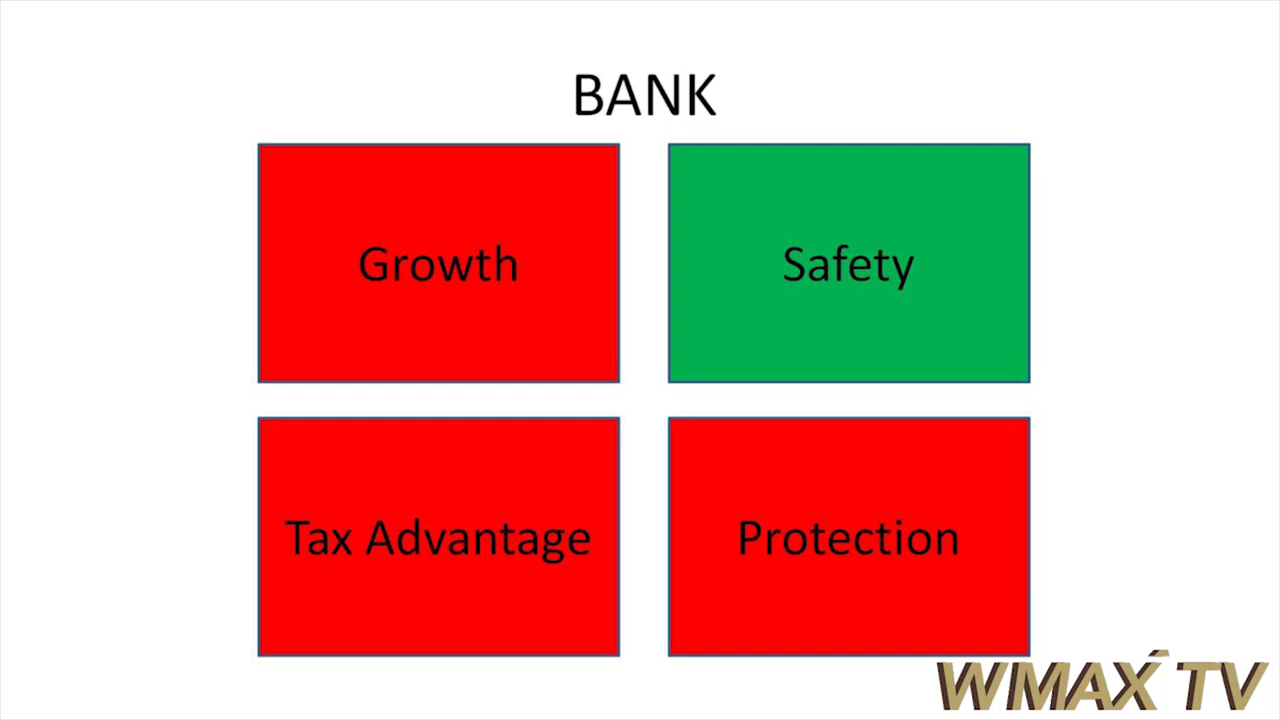 BANK
Growth
Safety
Tax Advantage
Protection
WMAX TV